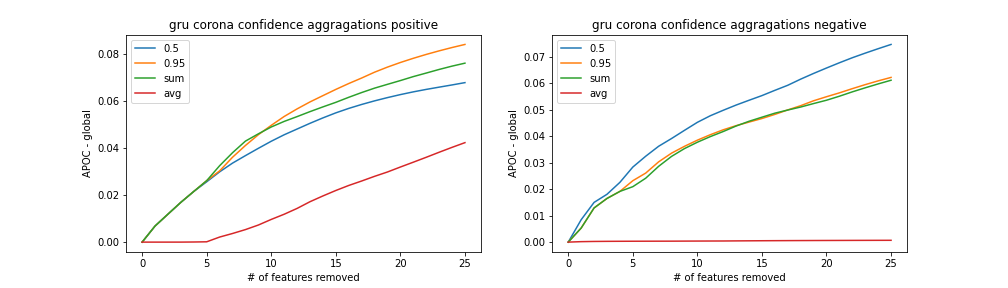 gru corona confidence aggragations positive
0.5
0.95
sum
avg
APOC - global
0.08
0.06
0.04
0.02
0.00
0 5 10 15 20 25
# of features removed
gru corona confidence aggragations negative
0.5
0.95
sum
avg
APOC - global
0.07
0.06
0.05
0.04
0.03
0.02
0.01
0.00
0 5 10 15 20 25
# of features removed